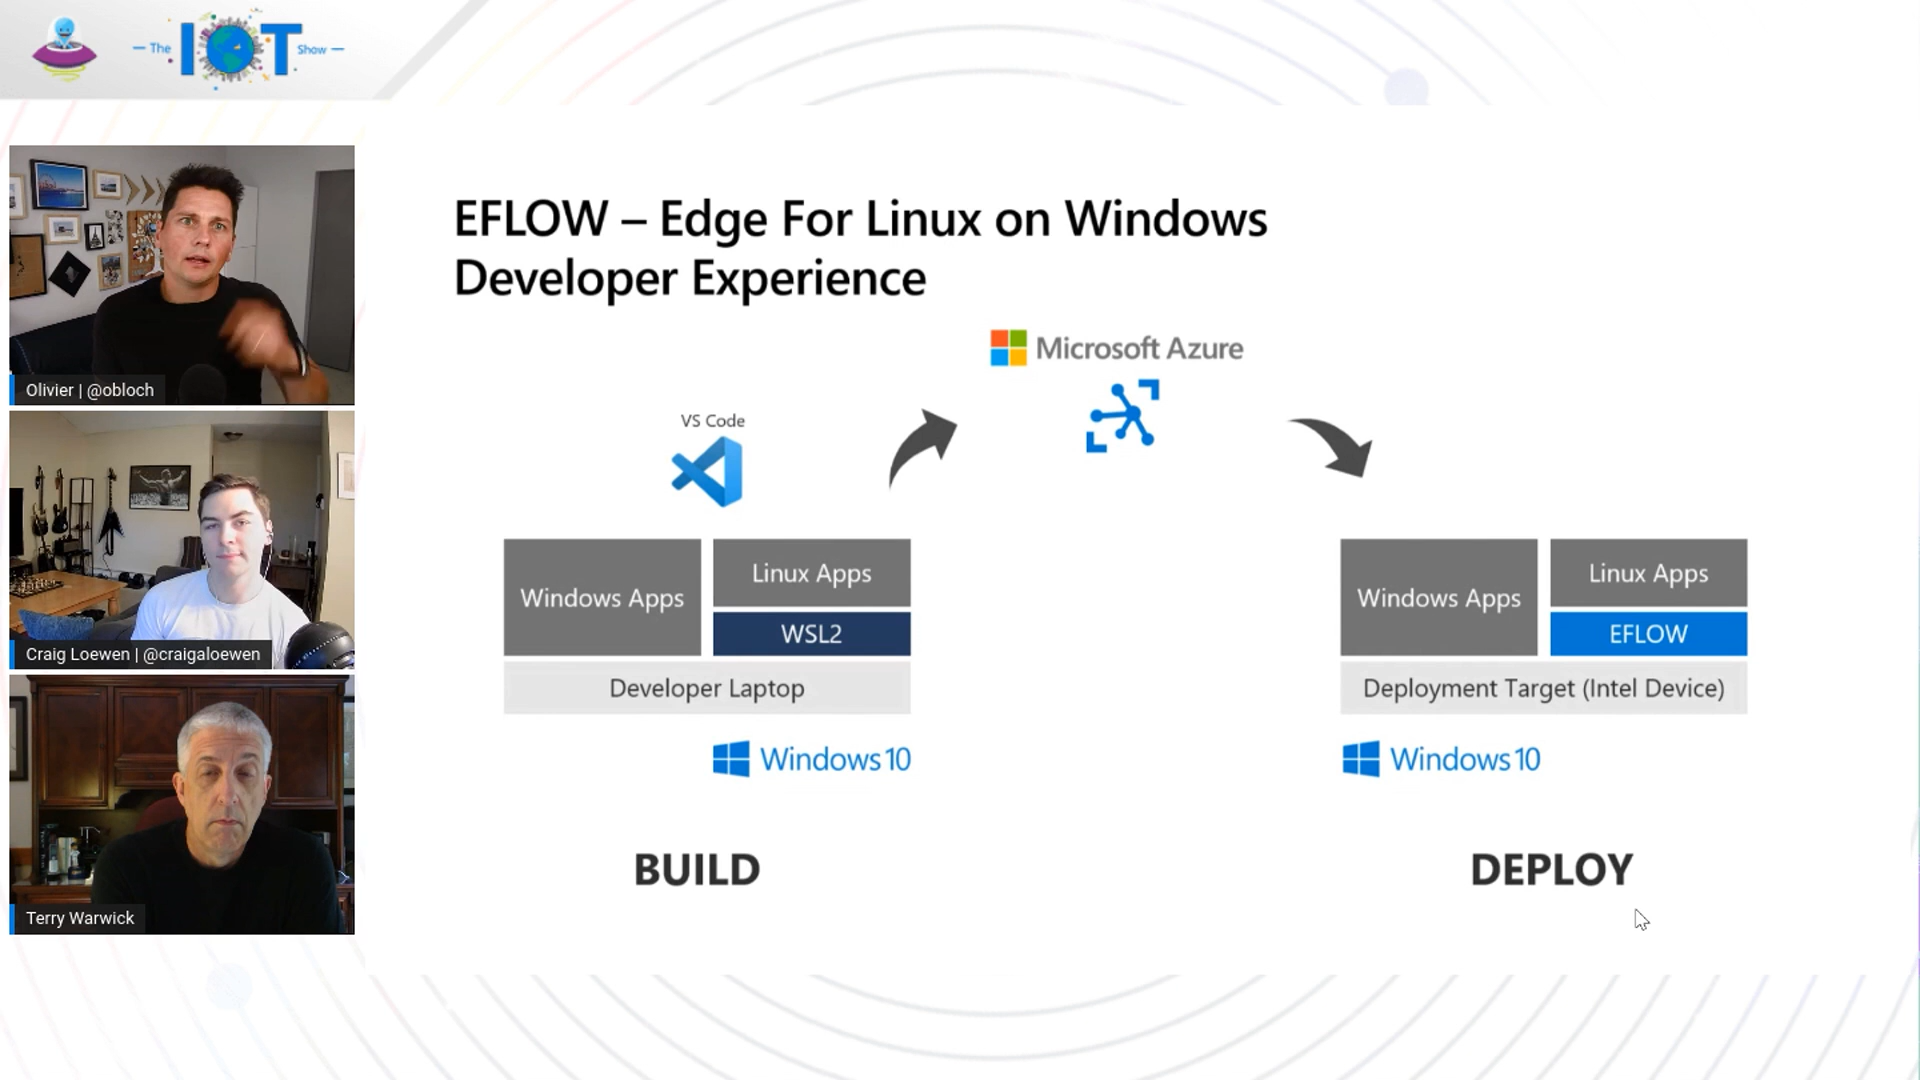 The IOT Show
Olivier | @obloch
Craig Loewen | @craigaloewen
Terry Warwick
EFLOW – Edge For Linux on Windows
Developer Experience
Microsoft Azure
VS Code
Windows Apps
Linux Apps
WSL2
Developer Laptop
Windows 10
BUILD
Windows Apps
Linux Apps
EFLOW
Deployment Target (Intel Device)
Windows 10
DEPLOY